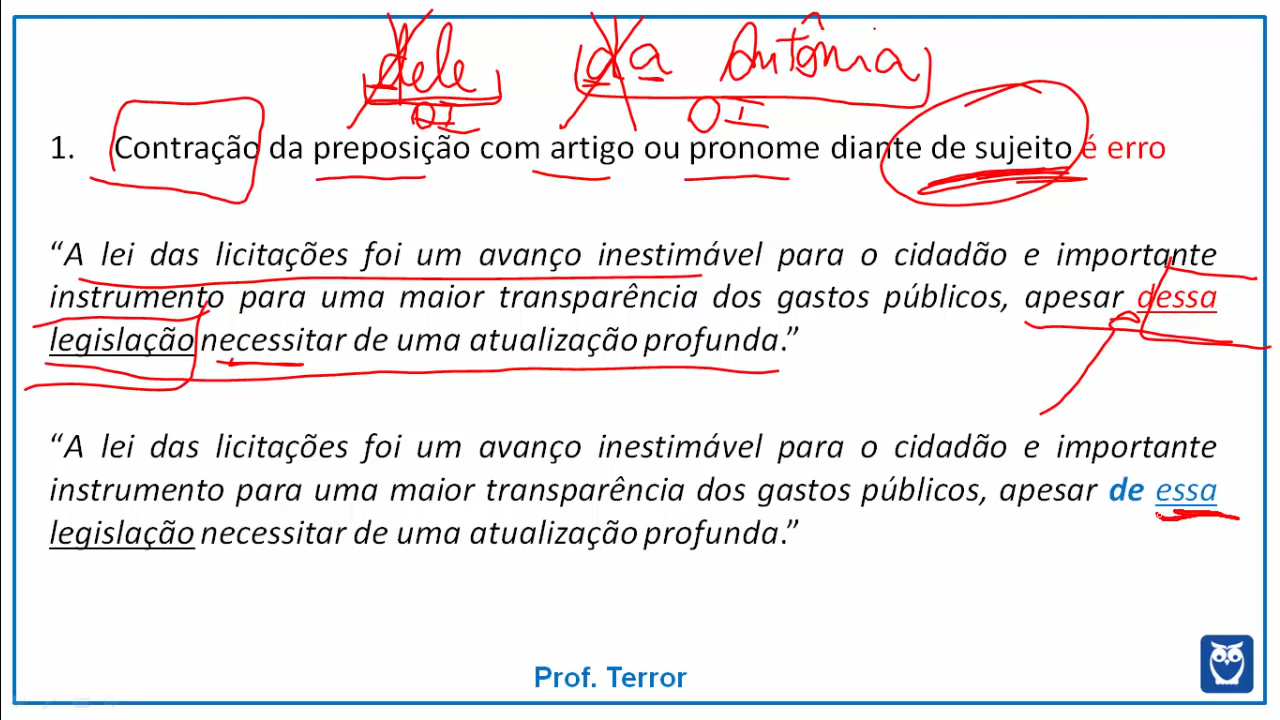 dele da Antônia
OI OI
1. Contração da preposição com artigo ou pronome diante de sujeito é erro
“A lei das licitações foi um avanço inestimável para o cidadão e importante
instrumento para uma maior transparência dos gastos públicos, apesar dessa
legislação necessitar de uma atualização profunda.”
“A lei das licitações foi um avanço inestimável para o cidadão e importante
instrumento para uma maior transparência dos gastos públicos, apesar de essa
legislação necessitar de uma atualização profunda.”
Prof. Terror